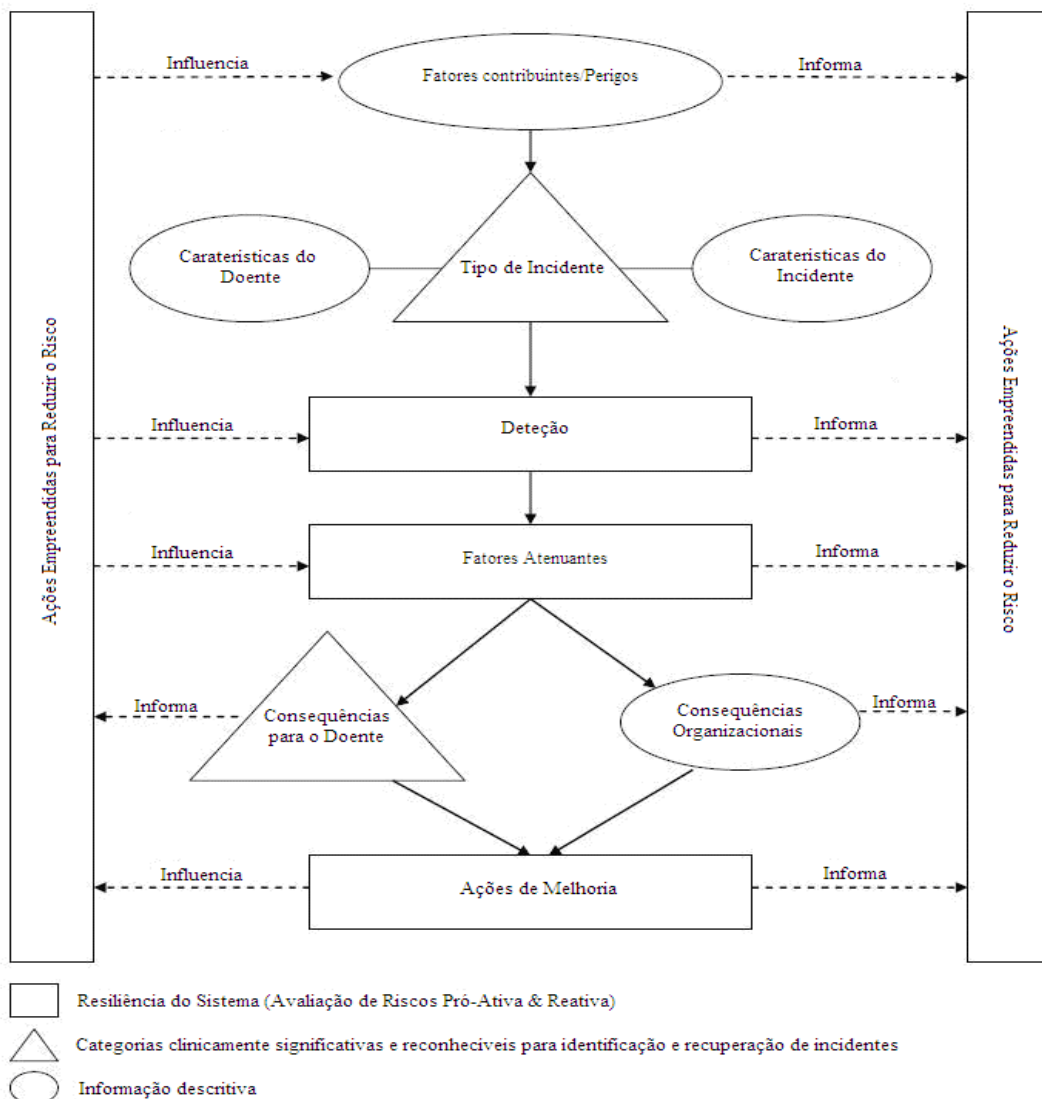 Influencia
Fatores contribuintes/Perigos
Informa
Caraterísticas do
Doente
Tipo de Incidente
Caraterísticas do
Incidente
Ações Empreendidas para Reduzir o Risco
Ações Empreendidas para Reduzir o Risco
Influencia
Deteção
Informa
Influencia
Fatores Atenuantes
Informa
Informa
Consequências
para o Doente
Consequências
Organizacionais
Informa
Influencia
Ações de Melhoria
Informa
Resiliência do Sistema (Avaliação de Riscos Pró-Ativa & Reativa)
Categorias clinicamente significativas e reconhecíveis para identificação e recuperação de incidentes
Informação descritiva